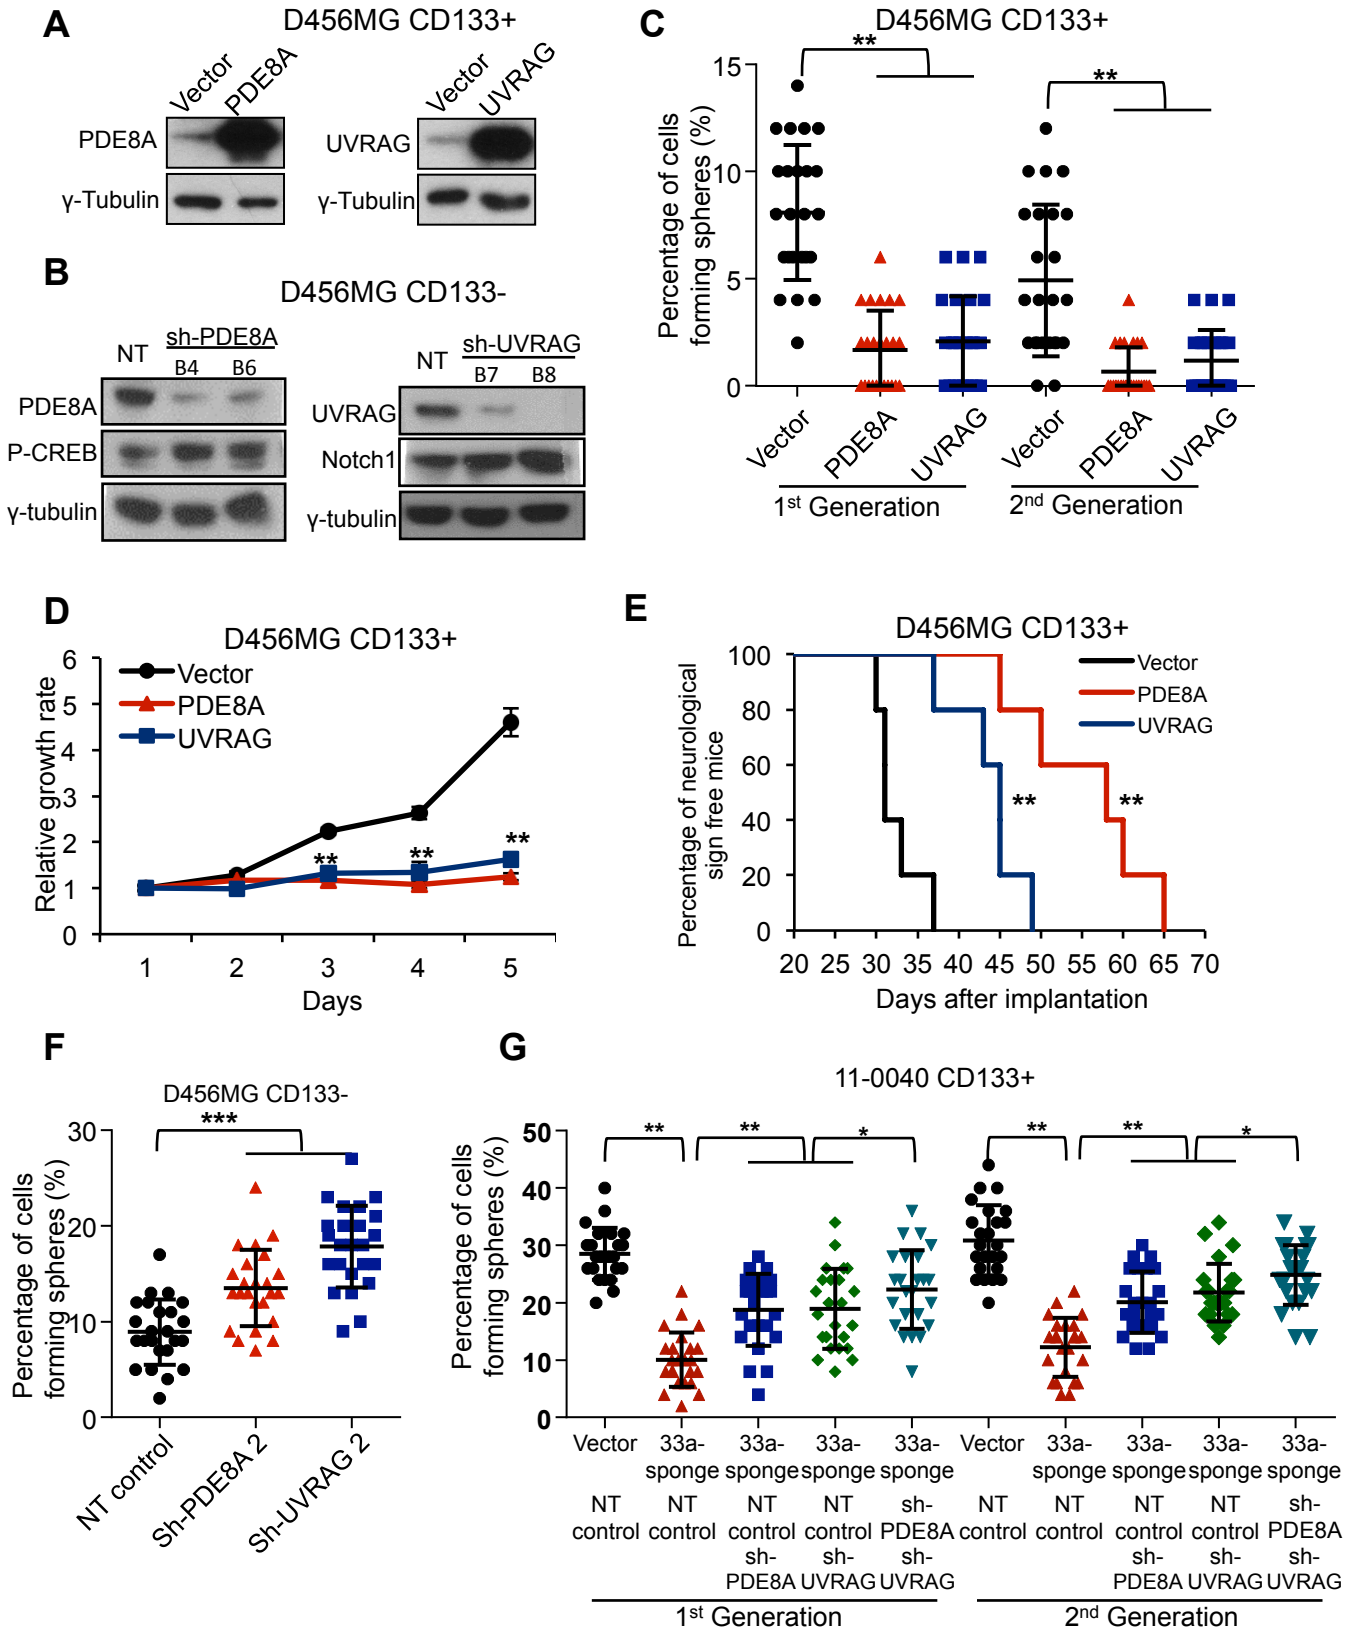 A
D456MG CD133+
Vector
PDE8A
PDE8A
γ-Tubulin
Vector
UVRAG
UVRAG
γ-Tubulin
B
D456MG CD133-
NT
sh-PDE8A
B4
B6
PDE8A
P-CREB
γ-tubulin
NT
sh-UVRAG
B7
B8
UVRAG
Notch1
γ-tubulin
C
D456MG CD133+
Percentage of cells
forming spheres (%)
15
10
5
0
**
**
Vector
PDE8A
UVRAG
Vector
PDE8A
UVRAG
1st Generation
2nd Generation
D
D456MG CD133+
Relative growth rate
6
5
4
3
2
1
0
Vector
PDE8A
UVRAG
**
**
**
1 2 3 4 5
Days
E
D456MG CD133+
Percentage of neurological
sign free mice
100
80
60
40
20
0
Vector
PDE8A
UVRAG
**
**
20 25 30 35 40 45 50 55 60 65 70
Days after implantation
F
D456MG CD133-
***
Percentage of cells
forming spheres (%)
30
20
10
0
NT control
Sh-PDE8A 2
Sh-UVRAG 2
G
11-0040 CD133+
Percentage of cells
forming spheres (%)
50
40
30
20
10
0
** ** * ** ** *
Vector 33a- 33a- 33a- 33a- Vector 33a- 33a- 33a- 33a-
sponge sponge sponge sponge sponge sponge sponge sponge
NT NT NT NT sh- NT NT NT NT sh-
control control control control PDE8A control control control control PDE8A
sh- sh- sh- sh- sh- sh-
PDE8A UVRAG UVRAG PDE8A UVRAG UVRAG
1st Generation
2nd Generation